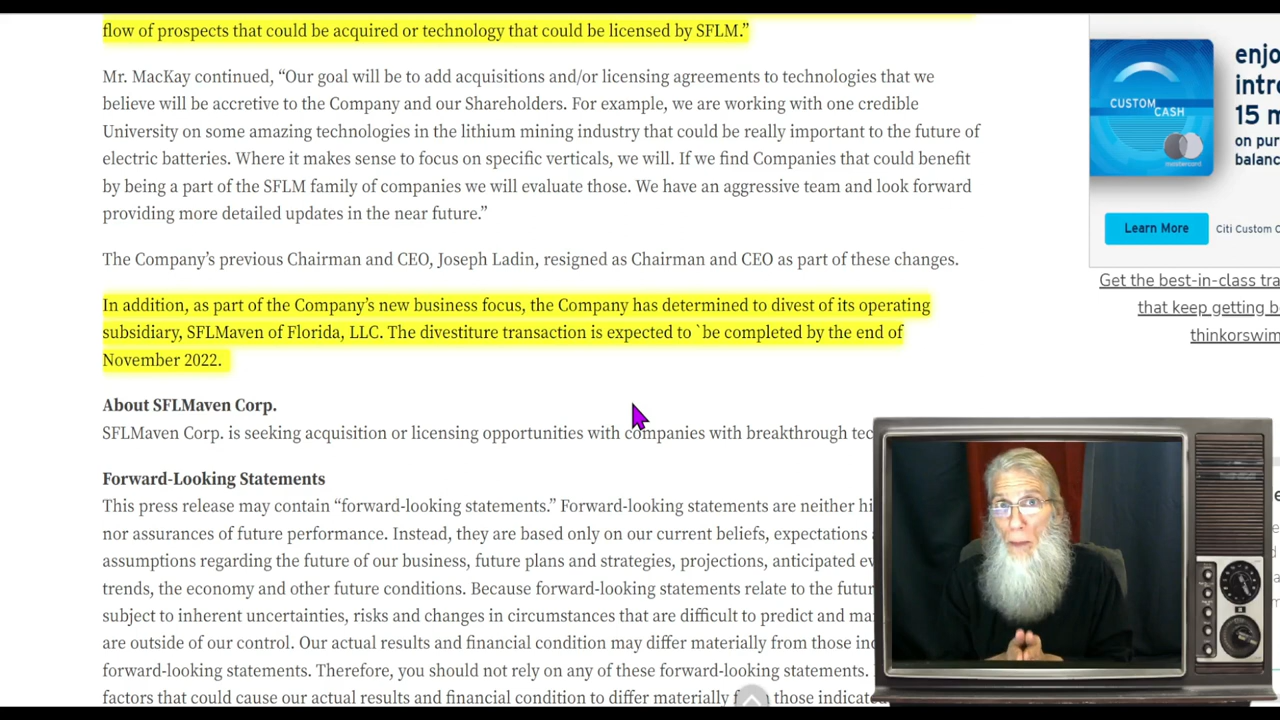 flow of prospects that could be acquired or technology that could be licensed by SFLM.”
Mr. MacKay continued, “Our goal will be to add acquisitions and/or licensing agreements to technologies that we
believe will be accretive to the Company and our Shareholders. For example, we are working with one credible
University on some amazing technologies in the lithium mining industry that could be really important to the future of
electric batteries. Where it makes sense to focus on specific verticals, we will. If we find Companies that could benefit
by being a part of the SFLM family of companies we will evaluate those. We have an aggressive team and look forward
providing more detailed updates in the near future.”
The Company’s previous Chairman and CEO, Joseph Ladin, resigned as Chairman and CEO as part of these changes.
In addition, as part of the Company’s new business focus, the Company has determined to divest of its operating
subsidiary, SFLMaven of Florida, LLC. The divestiture transaction is expected to `be completed by the end of
November 2022.
About SFLMaven Corp.
SFLMaven Corp. is seeking acquisition or licensing opportunities with companies with breakthrough tec
Forward-Looking Statements
This press release may contain “forward-looking statements.” Forward-looking statements are neither hi
nor assurances of future performance. Instead, they are based only on our current beliefs, expectations a
assumptions regarding the future of our business, future plans and strategies, projections, anticipated ev
trends, the economy and other future conditions. Because forward-looking statements relate to the futur
subject to inherent uncertainties, risks and changes in circumstances that are difficult to predict and ma
are outside of our control. Our actual results and financial condition may differ materially from those in
forward-looking statements. Therefore, you should not rely on any of these forward-looking statements.
factors that could cause our actual results and financial condition to differ materially f those indicated
enjo
intro
15 m
on pur
balanc
CUSTOM
CASH
mastercard
Learn More
Citi Custom C
Get the best-in-class tra
that keep getting b
thinkorswim